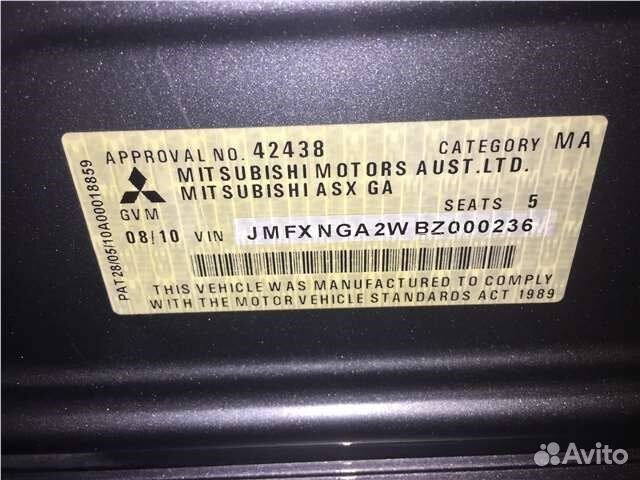 APPROVAL NO. 42438 CATEGORY MA
MITSUBISHI MOTORS AUST.LTD.
MITSUBISHI ASX GA
GVM SEATS 5
08/10 VIN JMFXNGA2WBZ000236
THIS VEHICLE WAS MANUFACTURED TO COMPLY
WITH THE MOTOR VEHICLE STANDARDS ACT 1989
PAT28/05/10A00018859
Avito